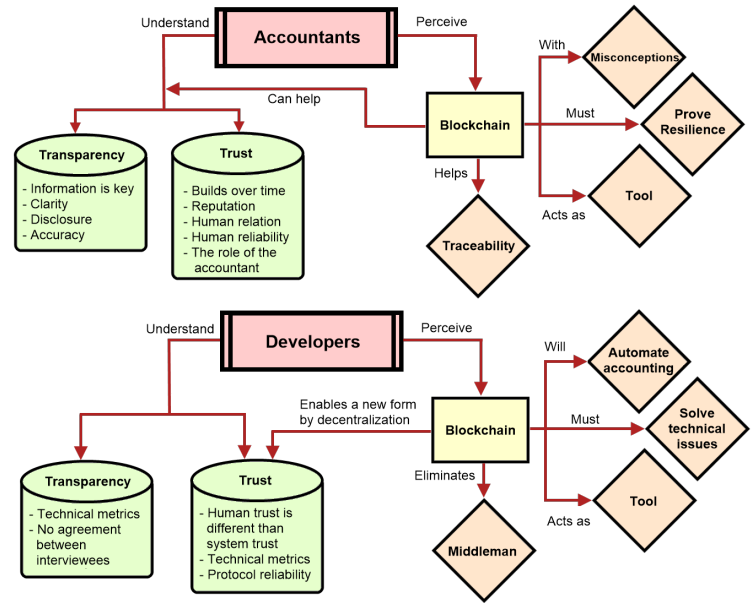 Understand
Accountants
Perceive
With
Misconceptions
Can help
Blockchain
Must
Prove
Resilience
Transparency
- Information is key
- Clarity
- Disclosure
- Accuracy
Trust
- Builds over time
- Reputation
- Human relation
- Human reliability
- The role of the
accountant
Helps
Traceability
Acts as
Tool
Understand
Developers
Perceive
Will
Automate
accounting
Enables a new form
by decentralization
Blockchain
Must
Solve
technical
issues
Transparency
- Technical metrics
- No agreement
between
interviewees
Trust
- Human trust is
different than
system trust
- Technical metrics
- Protocol reliability
Eliminates
Middleman
Acts as
Tool